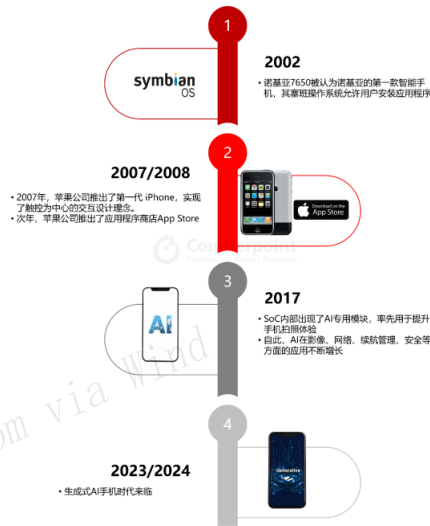 1
symbian
OS
2002
• 诺基亚7650被认为诺基亚的第一款智能手
机，其塞班操作系统允许用户安装应用程序
2
2007/2008
• 2007年，苹果公司推出了第一代 iPhone，实现
了触控为中心的交互设计理念。
• 次年，苹果公司推出了应用程序商店App Store
Download on the
App Store
Counterpoint
Technology Market Research
3
AI
2017
• SoC内部出现了AI专用模块，率先用于提升
手机拍照体验
• 自此，AI在影像、网络、续航管理、安全等
方面的应用不断增长
om via Wind
4
2023/2024
• 生成式AI手机时代来临
Generative